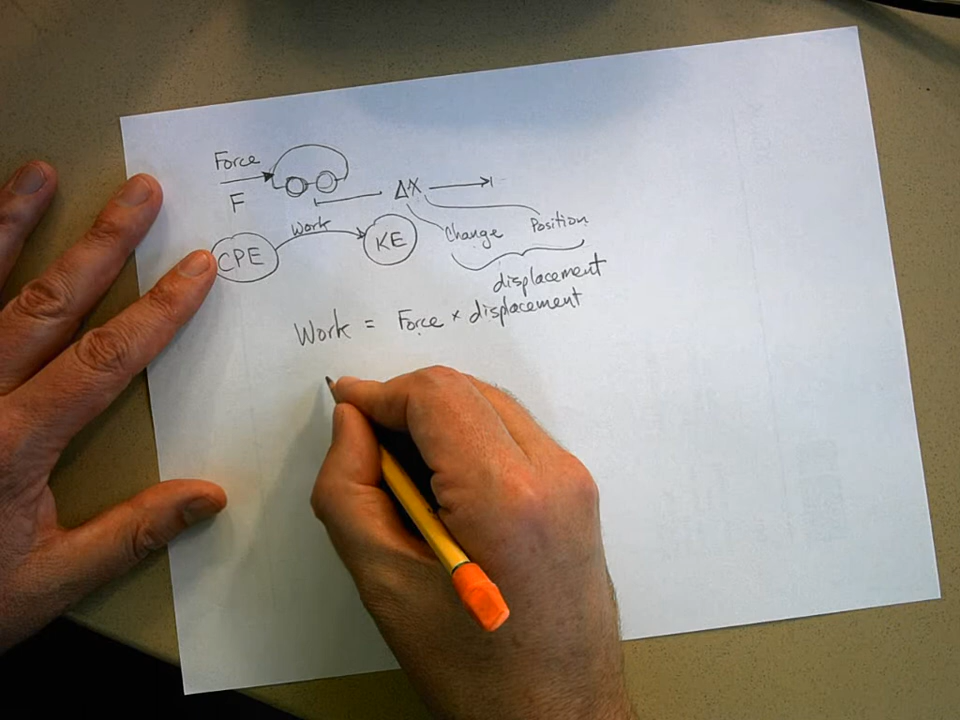 Force
F
ΔX
Work
CPE
KE
Change Position
displacement
Work = Force × displacement